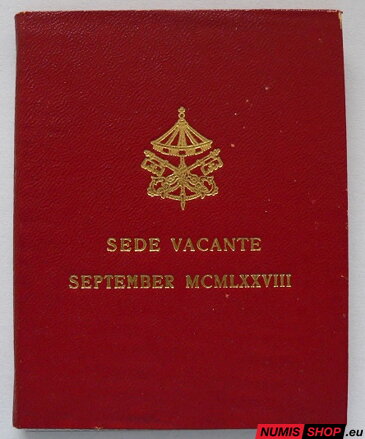 SEDE VACANTE
SEPTEMBER MCMLXXVIII
NUMIS SHOP.eu